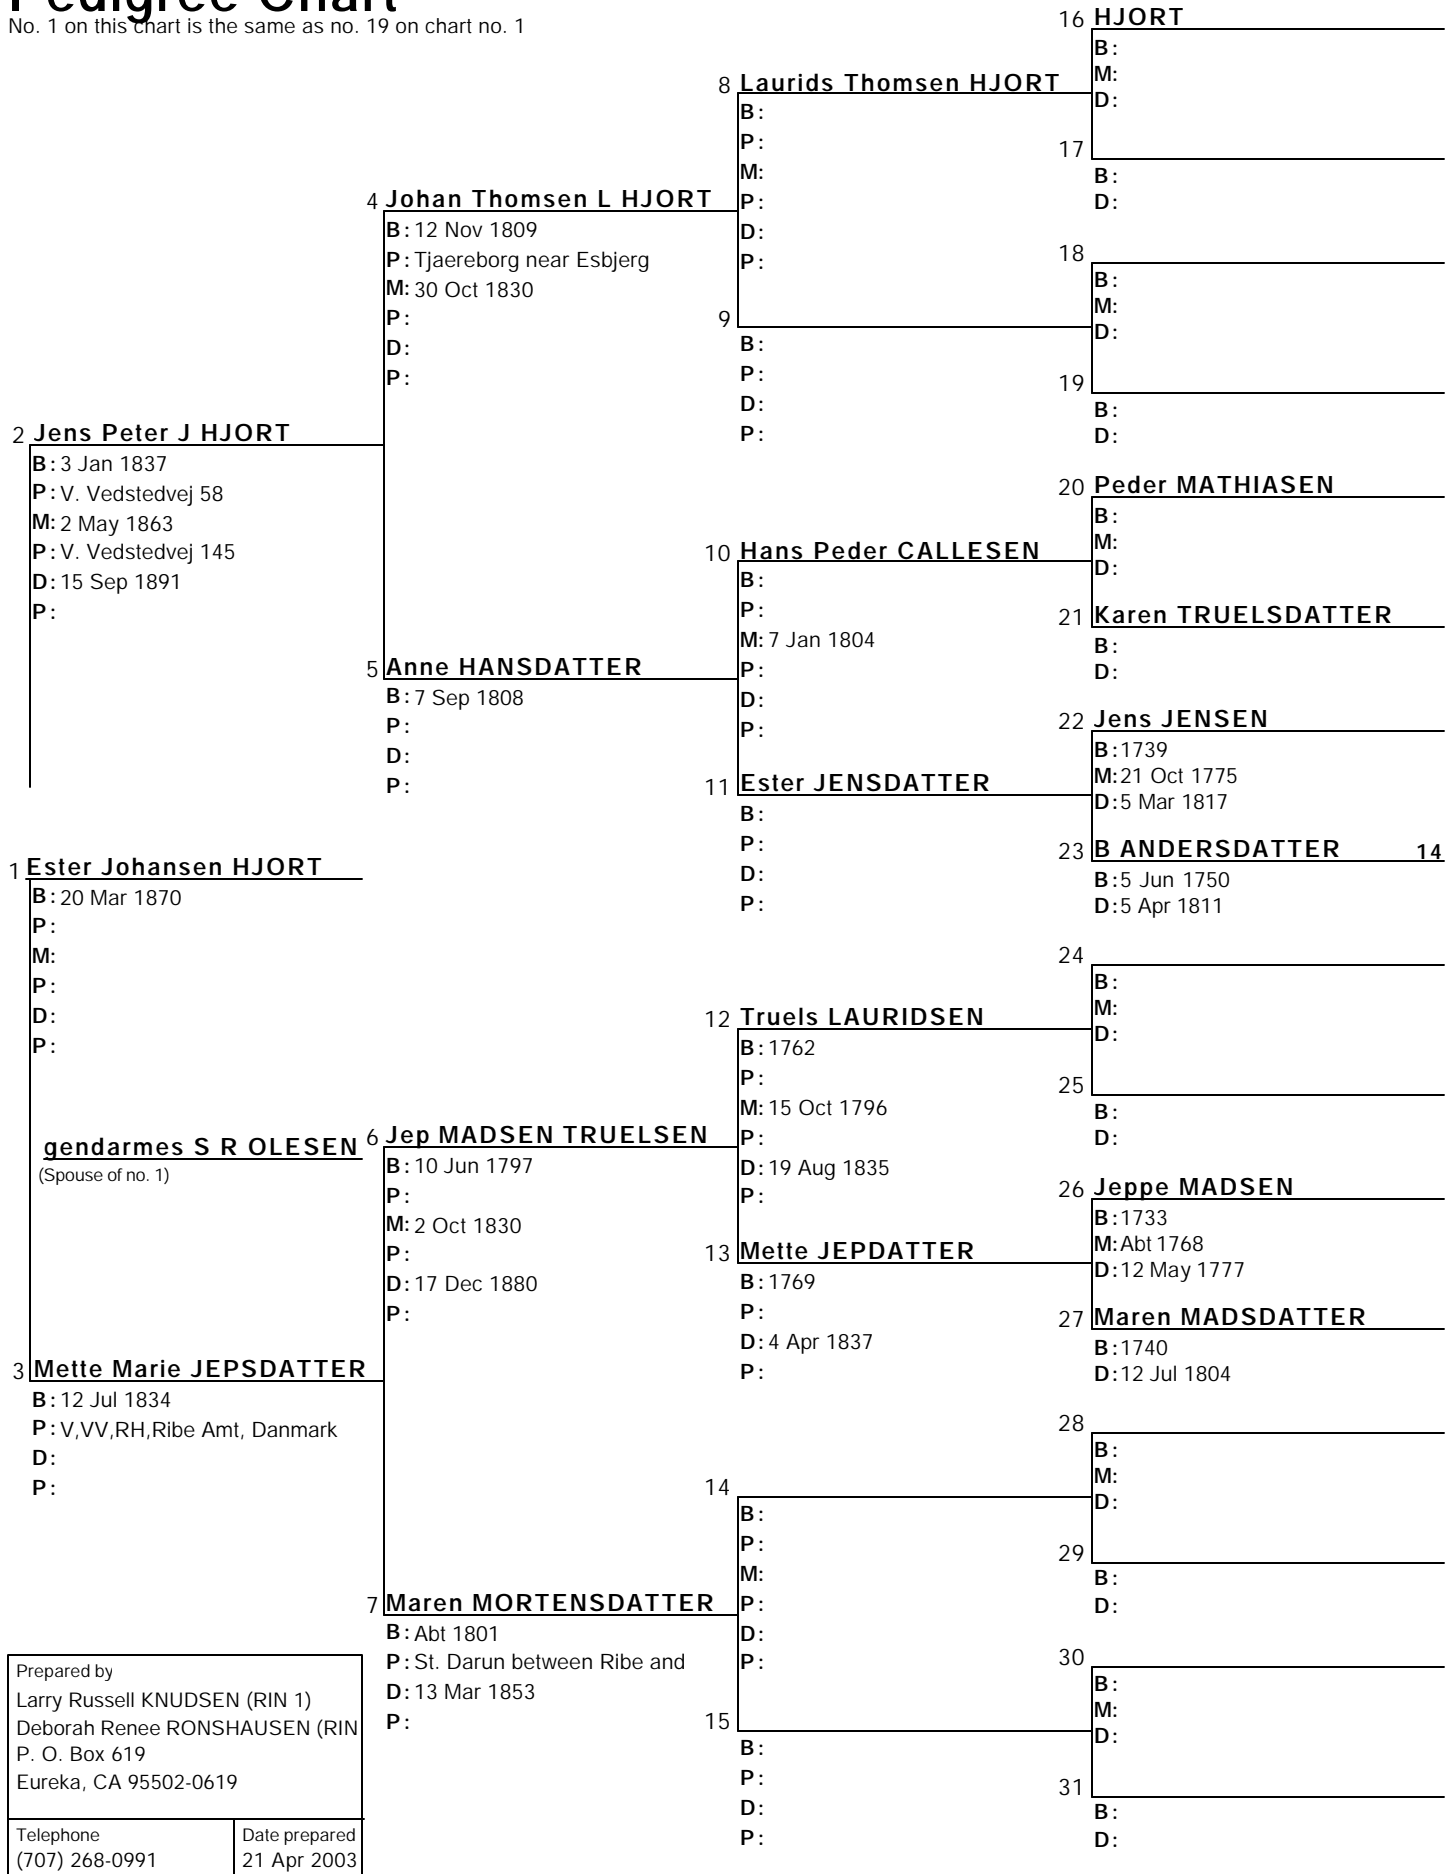 Pedigree Chart
No. 1 on this chart is the same as no. 19 on chart no. 1
2 Jens Peter J HJORT
B: 3 Jan 1837
P: V. Vedstedvej 58
M: 2 May 1863
P: V. Vedstedvej 145
D: 15 Sep 1891
P:
1 Ester Johansen HJORT
B: 20 Mar 1870
P:
M:
P:
D:
P:
gendarmes S R OLESEN
(Spouse of no. 1)
3 Mette Marie JEPSDATTER
B: 12 Jul 1834
P: V,VV,RH,Ribe Amt, Danmark
D:
P:
4 Johan Thomsen L HJORT
B: 12 Nov 1809
P: Tjaereborg near Esbjerg
M: 30 Oct 1830
P:
D:
P:
5 Anne HANSDATTER
B: 7 Sep 1808
P:
D:
P:
6 Jep MADSEN TRUELSEN
B: 10 Jun 1797
P:
M: 2 Oct 1830
P:
D: 17 Dec 1880
P:
7 Maren MORTENSDATTER
B: Abt 1801
P: St. Darun between Ribe and
D: 13 Mar 1853
P:
8 Laurids Thomsen HJORT
B:
P:
M:
P:
D:
P:
9
B:
P:
D:
P:
10 Hans Peder CALLESEN
B:
P:
M: 7 Jan 1804
P:
D:
P:
11 Ester JENSDATTER
B:
P:
D:
P:
12 Truels LAURIDSEN
B: 1762
P:
M: 15 Oct 1796
P:
D: 19 Aug 1835
P:
13 Mette JEPDATTER
B: 1769
P:
D: 4 Apr 1837
P:
14
B:
P:
M:
P:
D:
P:
15
B:
P:
D:
P:
16 HJORT
B:
M:
D:
17
B:
D:
18
B:
M:
D:
19
B:
D:
20 Peder MATHIASEN
B:
M:
D:
21 Karen TRUELSDATTER
B:
D:
22 Jens JENSEN
B: 1739
M: 21 Oct 1775
D: 5 Mar 1817
23 B ANDERSDATTER 14
B: 5 Jun 1750
D: 5 Apr 1811
24
B:
M:
D:
25
B:
D:
26 Jeppe MADSEN
B: 1733
M: Abt 1768
D: 12 May 1777
27 Maren MADSDATTER
B: 1740
D: 12 Jul 1804
28
B:
M:
D:
29
B:
D:
30
B:
M:
D:
31
B:
D:
Prepared by
Larry Russell KNUDSEN (RIN 1)
Deborah Renee RONSHAUSEN (RIN
P. O. Box 619
Eureka, CA 95502-0619
Telephone
(707) 268-0991
Date prepared
21 Apr 2003